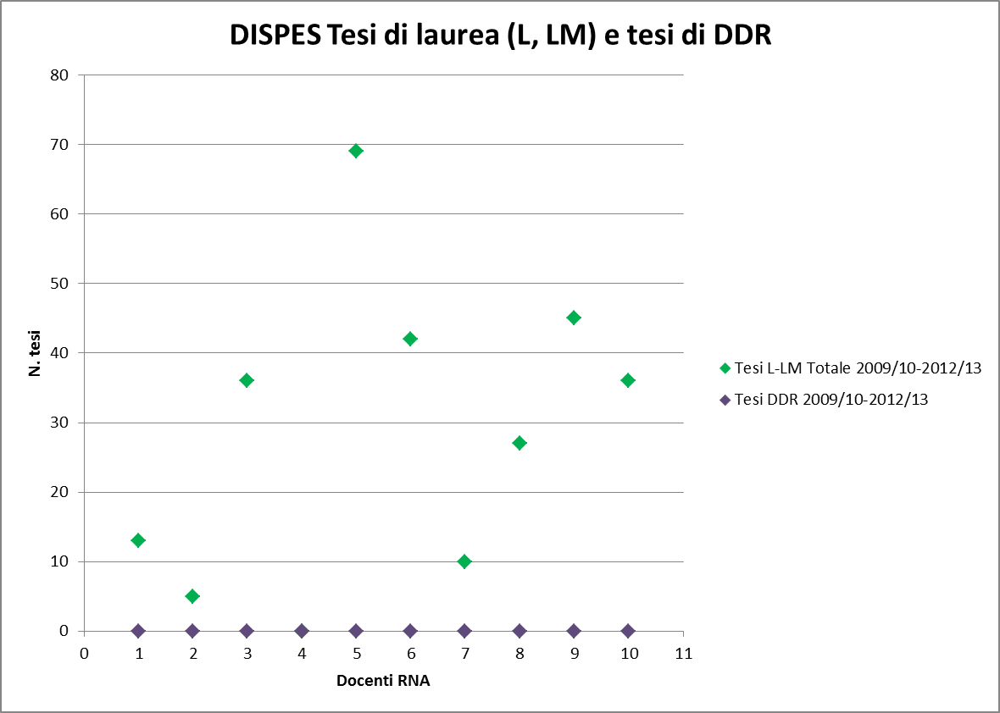 DISPES Tesi di laurea (L, LM) e tesi di DDR
80
70
60
50
40
30
20
10
0
N. tesi
0 1 2 3 4 5 6 7 8 9 10 11
Docenti RNA
Tesi L-LM Totale 2009/10-2012/13
Tesi DDR 2009/10-2012/13